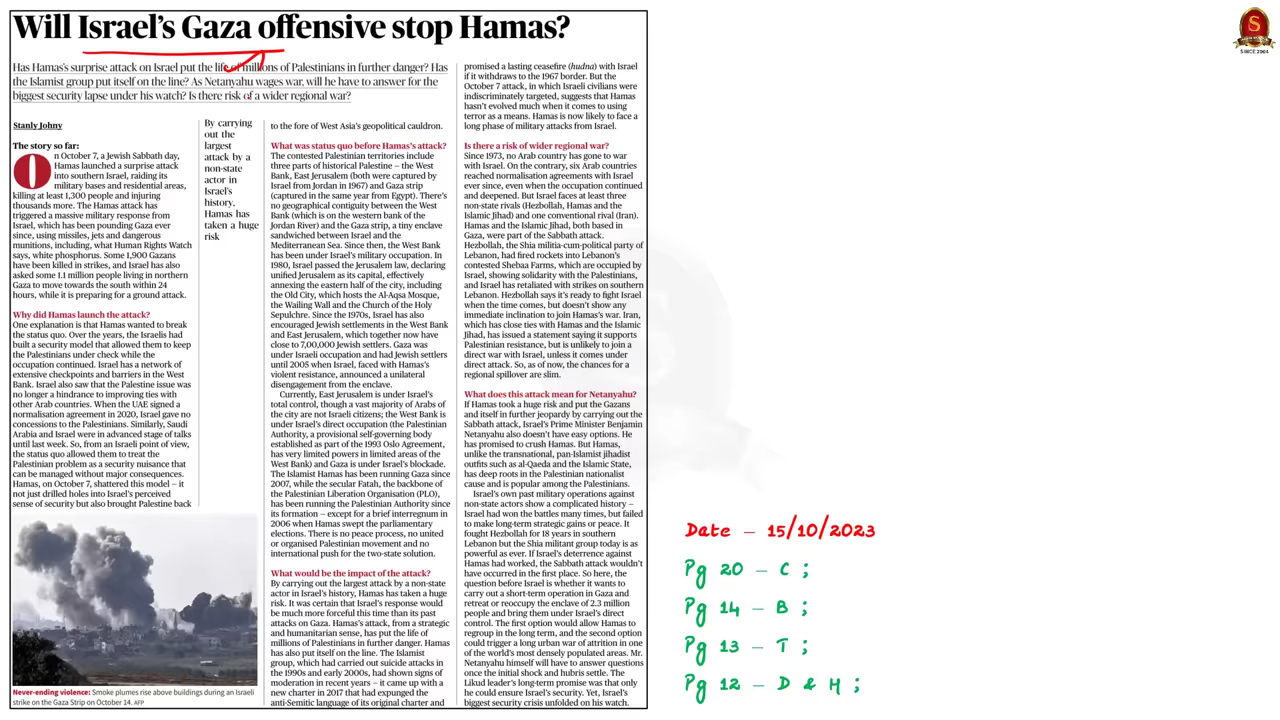 Will Israel's Gaza offensive stop Hamas?
Has Hamas's surprise attack on Israel put the life of millions of Palestinians in further danger? Has
the Islamist group put itself on the line? As Netanyahu wages war, will he have to answer for the
biggest security lapse under his watch? Is there risk of a wider regional war?
Stanly Johny
The story so far:
On October 7, a Jewish Sabbath day,
Hamas launched a surprise attack
into southern Israel, raiding its
military bases and residential areas,
killing at least 1,300 people and injuring
thousands more. The Hamas attack has
triggered a massive military response from
Israel, which has been pounding Gaza ever
since, using missiles, jets and dangerous
munitions, including, what Human Rights Watch
says, white phosphorus. Some 1,900 Gazans
have been killed in strikes, and Israel has also
asked some 1.1 million people living in northern
Gaza to move towards the south within 24
hours, while it is preparing for a ground attack.
Why did Hamas launch the attack?
One explanation is that Hamas wanted to break
the status quo. Over the years, the Israelis had
built a security model that allowed them to keep
the Palestinians under check while the
occupation continued. Israel has a network of
extensive checkpoints and barriers in the West
Bank. Israel also saw that the Palestine issue was
no longer a hindrance to improving ties with
other Arab countries. When the UAE signed a
normalisation agreement in 2020, Israel gave no
concessions to the Palestinians. Similarly, Saudi
Arabia and Israel were in advanced stage of talks
until last week. So, from an Israeli point of view,
the status quo allowed them to treat the
Palestinian problem as a security nuisance that
can be managed without major consequences.
Hamas, on October 7, shattered this model – it
not just drilled holes into Israel's perceived
sense of security but also brought Palestine back
By carrying
out the
largest
attack by a
non-state
actor in
Israel's
history,
Hamas has
taken a huge
risk
Never-ending violence: Smoke plumes rise above buildings during an Israeli
strike on the Gaza Strip on October 14. AFP
to the fore of West Asia's geopolitical cauldron.
What was status quo before Hamas's attack?
The contested Palestinian territories include
three parts of historical Palestine – the West
Bank, East Jerusalem (both were captured by
Israel from Jordan in 1967) and Gaza strip
(captured in the same year from Egypt). There's
no geographical contiguity between the West
Bank (which is on the western bank of the
Jordan River) and the Gaza strip, a tiny enclave
sandwiched between Israel and the
Mediterranean Sea. Since then, the West Bank
has been under Israel's military occupation. In
1980, Israel passed the Jerusalem law, declaring
unified Jerusalem as its capital, effectively
annexing the eastern half of the city, including
the Old City, which hosts the Al-Aqsa Mosque,
the Wailing Wall and the Church of the Holy
Sepulchre. Since the 1970s, Israel has also
encouraged Jewish settlements in the West Bank
and East Jerusalem, which together now have
close to 7,00,000 Jewish settlers. Gaza was
under Israeli occupation and had Jewish settlers
until 2005 when Israel, faced with Hamas's
violent resistance, announced a unilateral
disengagement from the enclave.
Currently, East Jerusalem is under Israel's
total control, though a vast majority of Arabs
of the city are not Israeli citizens; the West Bank is
under Israel's direct occupation (the Palestinian
Authority, a provisional self-governing body
established as part of the 1993 Oslo Agreement,
has very limited powers in limited areas of the
West Bank) and Gaza is under Israel's blockade.
The Islamist Hamas has been running Gaza since
2007, while the secular Fatah, the backbone of
the Palestinian Liberation Organisation (PLO),
has been running the Palestinian Authority since
its formation – except for a brief interregnum in
2006 when Hamas swept the parliamentary
elections. There is no peace process, no united
or organised Palestinian movement and no
international push for the two-state solution.
What would be the impact of the attack?
By carrying out the largest attack by a non-state
actor in Israel's history, Hamas has taken a huge
risk. It was certain that Israel's response would
be much more forceful this time than its past
attacks on Gaza. Hamas's attack, from a strategic
and humanitarian sense, has put the life of
millions of Palestinians in further danger. Hamas
has also put itself on the line. The Islamist
group, which had carried out suicide attacks in
the 1990s and early 2000s, had shown signs of
moderation in recent years – it came up with a
new charter in 2017 that had expunged the
anti-Semitic language of its original charter and
promised a lasting ceasefire (hudna) with Israel
if it withdraws to the 1967 border. But the
October 7 attack, in which Israeli civilians were
indiscriminately targeted, suggests that Hamas
hasn't evolved much when it comes to using
terror as a means. Hamas is now likely to face a
long phase of military attacks from Israel.
Is there a risk of wider regional war?
Since 1973, no Arab country has gone to war
with Israel. On the contrary, six Arab countries
reached normalisation agreements with Israel
ever since, even when the occupation continued
and deepened. But Israel faces at least three
non-state rivals (Hezbollah, Hamas and the
Islamic Jihad) and one conventional rival (Iran).
Hamas and the Islamic Jihad, both based in
Gaza, were part of the Sabbath attack.
Hezbollah, the Shia militia-cum-political party of
Lebanon, had fired rockets into Lebanon's
contested Shebaa Farms, which are occupied by
Israel, showing solidarity with the Palestinians,
and Israel has retaliated with strikes on southern
Lebanon. Hezbollah says it's ready to fight Israel
when the time comes, but doesn't show any
immediate inclination to join Hamas's war. Iran,
which has close ties with Hamas and the Islamic
Jihad, has issued a statement saying it supports
Palestinian resistance, but is unlikely to join a
direct war with Israel, unless it comes under
direct attack. So, as of now, the chances for a
regional spillover are slim.
What does this attack mean for Netanyahu?
If Hamas took a huge risk and put the Gazans
and itself in further jeopardy by carrying out the
Sabbath attack, Israel's Prime Minister Benjamin
Netanyahu also doesn't have easy options. He
has promised to crush Hamas. But Hamas,
unlike the transnational, pan-Islamist jihadist
outfits such as al-Qaeda and the Islamic State,
has deep roots in the Palestinian nationalist
cause and is popular among the Palestinians.
Israel's own past military operations against
non-state actors show a complicated history –
Israel had won the battles many times, but failed
to make long-term strategic gains or peace. It
fought Hezbollah for 18 years in southern
Lebanon but the Shia militant group today is as
powerful as ever. If Israel's deterrence against
Hamas had worked, the Sabbath attack wouldn't
have occurred in the first place. So here, the
question before Israel is whether it wants to
carry out a short-term operation in Gaza and
retreat or reoccupy the enclave of 2.3 million
people and bring them under Israel's direct
control. The first option would allow Hamas to
regroup in the long term, and the second option
could trigger a long urban war of attrition in one
of the world's most densely populated areas. Mr.
Netanyahu himself will have to answer questions
once the initial shock and hubris settle. The
Likud leader's long-term promise was that only
he could ensure Israel's security. Yet, Israel's
biggest security crisis unfolded on his watch.
S
SINCE 2004
Date – 15/10/2023
Pg 20 – C ;
Pg 14 – B ;
Pg 13 – T ;
Pg 12 – D & H ;